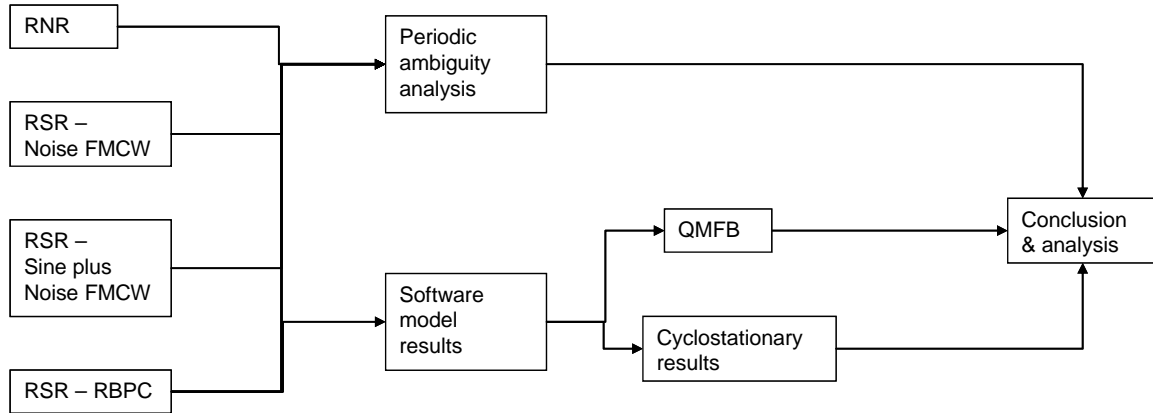 RNR
RSR –
Noise FMCW
RSR –
Sine plus
Noise FMCW
RSR – RBPC
Periodic
ambiguity
analysis
Software
model
results
QMFB
Cyclostationary
results
Conclusion
& analysis